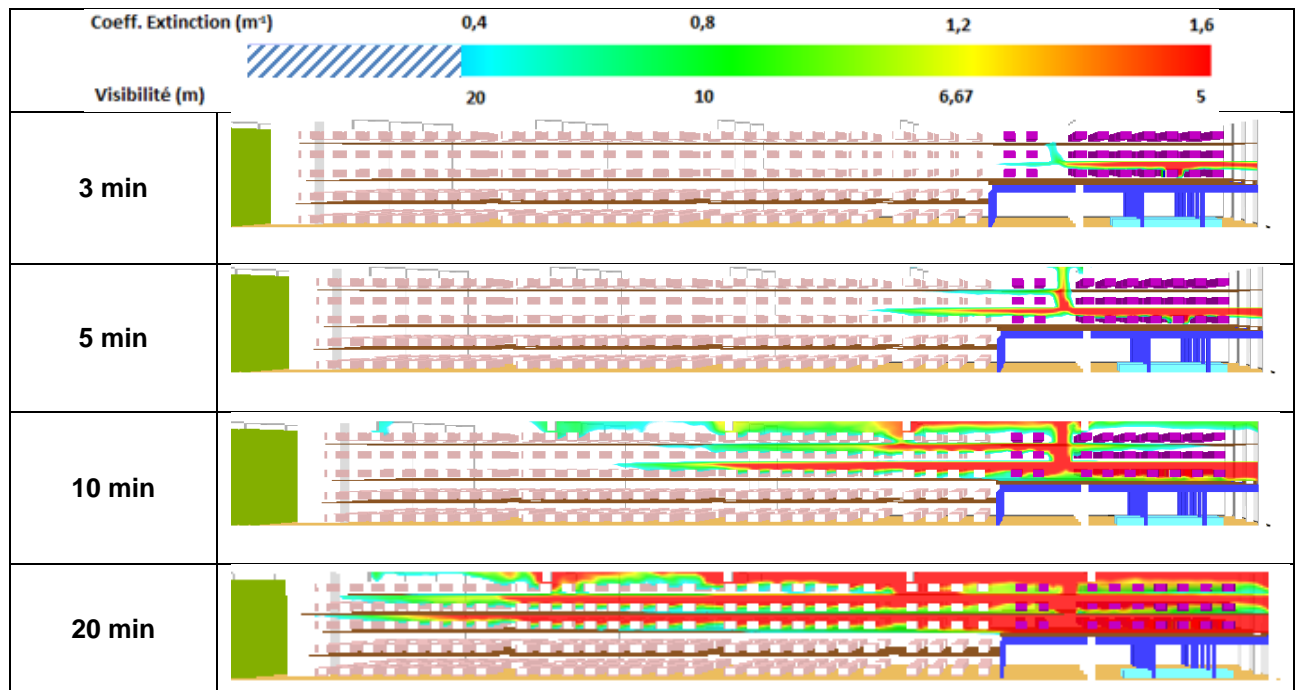 Coeff. Extinction (m⁻¹) 0,4 0,8 1,2 1,6
Visibilité (m) 20 10 6,67 5
3 min
5 min
10 min
20 min